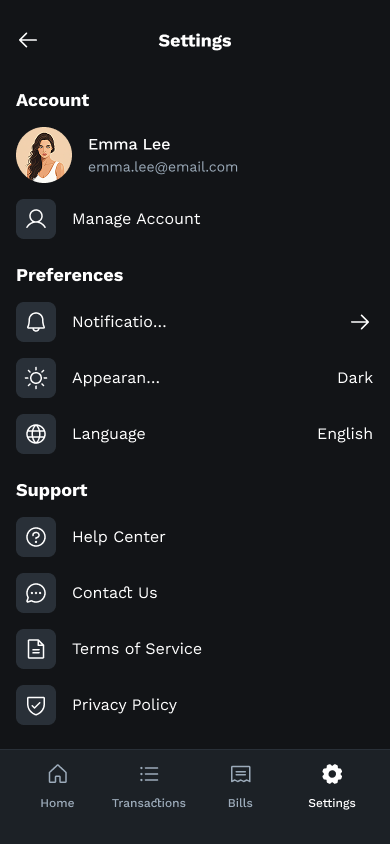 Settings
Account
Emma Lee
emma.lee@email.com
Manage Account
Preferences
Notificatio...
Appearan... Dark
Language English
Support
Help Center
Contact Us
Terms of Service
Privacy Policy
Home Transactions Bills Settings